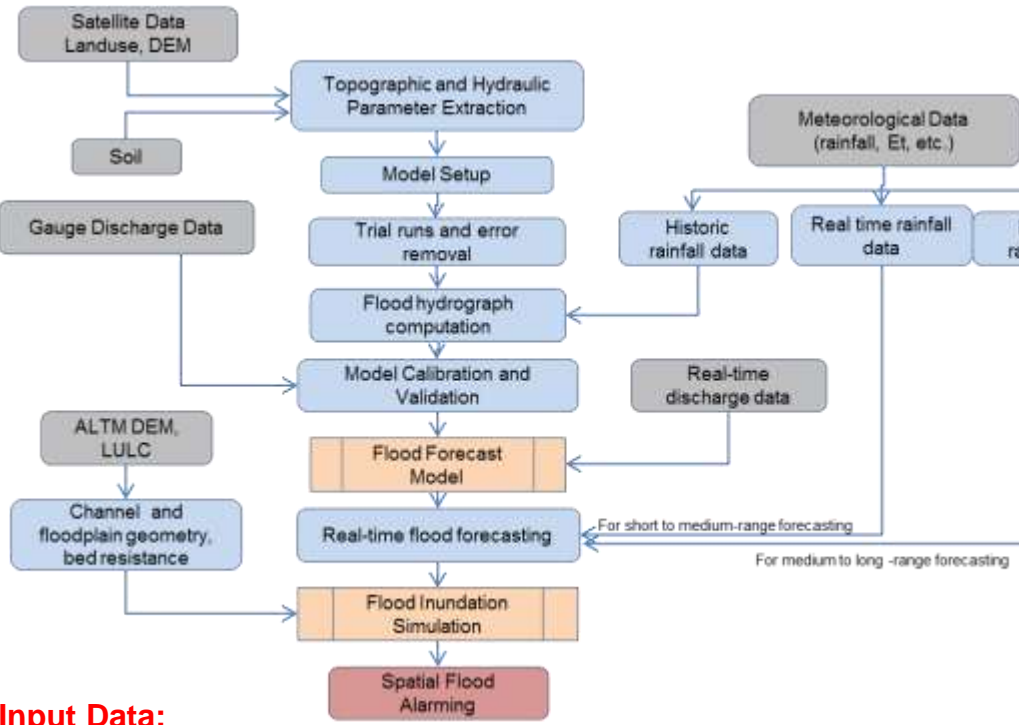 Satellite Data
Landuse, DEM
Topographic and Hydraulic
Parameter Extraction
Soil
Meteorological Data
(rainfall, Et, etc.)
Model Setup
Gauge Discharge Data
Trial runs and error
removal
Historic
rainfall data
Real time rainfall
data
Flood hydrograph
computation
Model Calibration and
Validation
Real-time
discharge data
ALTM DEM,
LULC
Flood Forecast
Model
Channel and
floodplain geometry,
bed resistance
Real-time flood forecasting
For short to medium-range forecasting
For medium to long -range forecasting
Flood Inundation
Simulation
Spatial Flood
Alarming
Input Data: